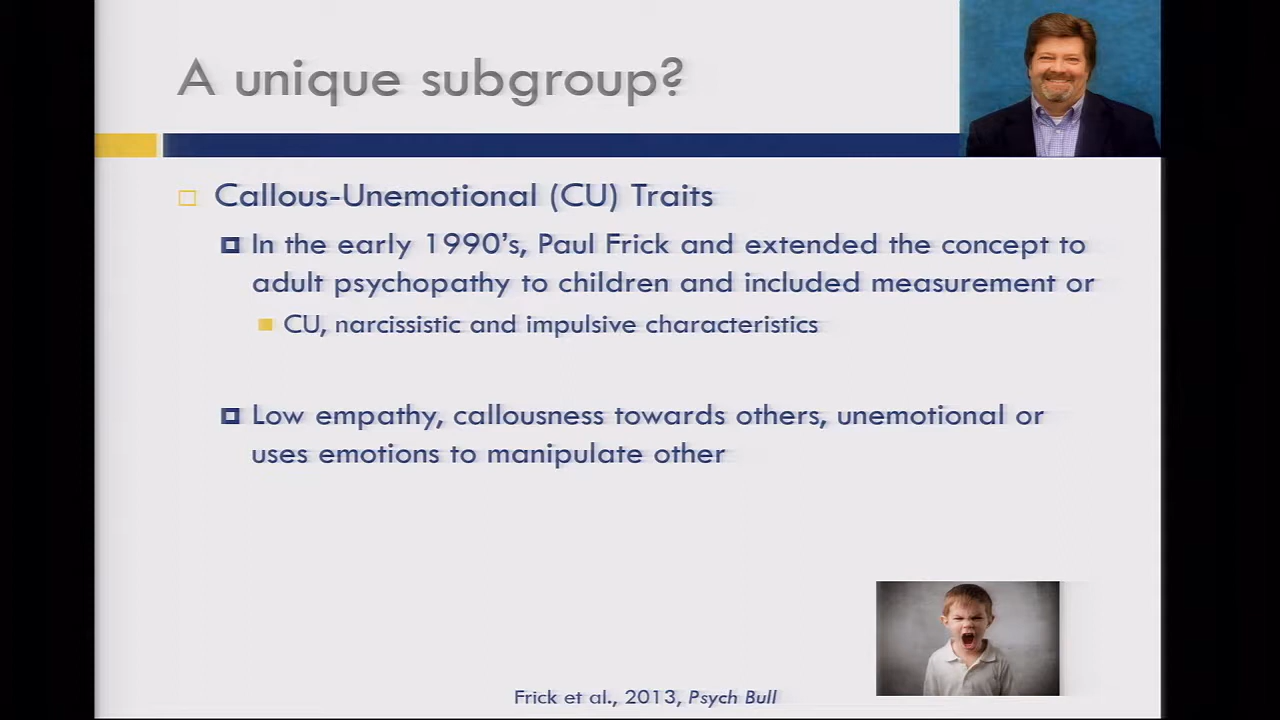 A unique subgroup?
Callous-Unemotional (CU) Traits
In the early 1990's, Paul Frick and extended the concept to
adult psychopathy to children and included measurement or
CU, narcissistic and impulsive characteristics
Low empathy, callousness towards others, unemotional or
uses emotions to manipulate other
Frick et al., 2013, Psych Bull